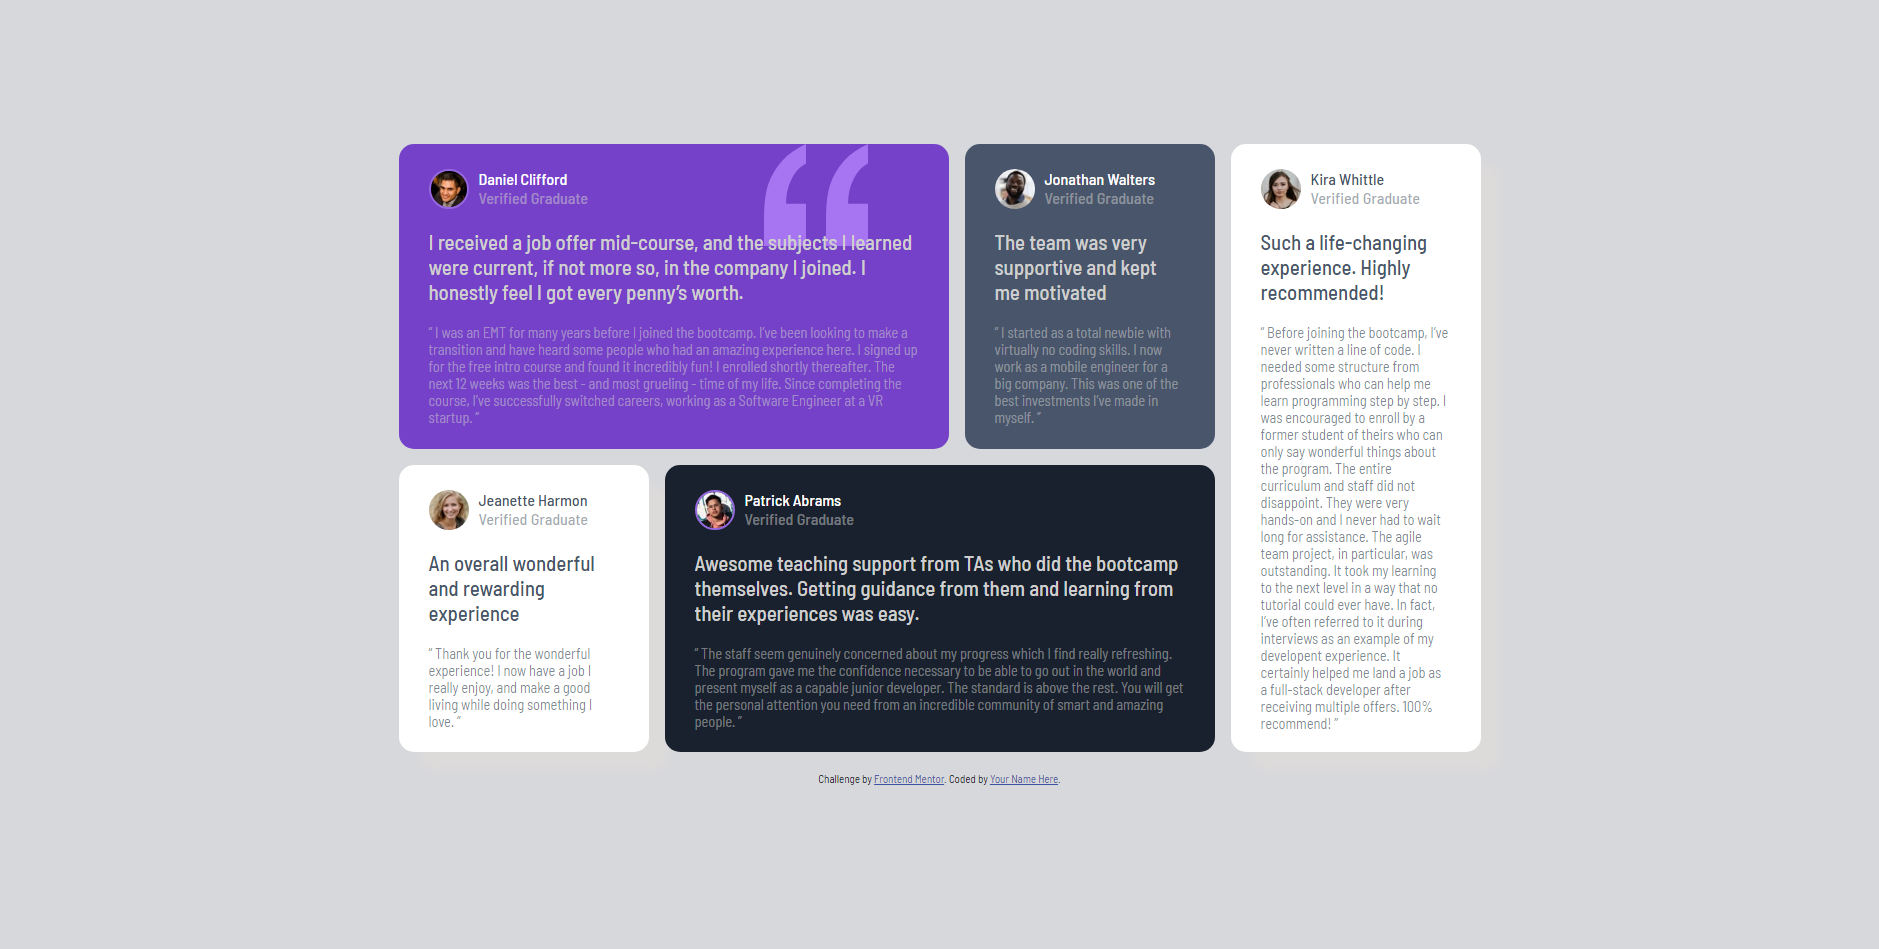 Daniel Clifford
Verified Graduate
I received a job offer mid-course, and the subjects I learned
were current, if not more so, in the company I joined. I
honestly feel I got every penny’s worth.
“ I was an EMT for many years before I joined the bootcamp. I’ve been looking to make a
transition and have heard some people who had an amazing experience here. I signed up
for the free intro course and found it incredibly fun! I enrolled shortly thereafter. The
next 12 weeks was the best - and most grueling - time of my life. Since completing the
course, I’ve successfully switched careers, working as a Software Engineer at a VR
startup. ”
Jonathan Walters
Verified Graduate
The team was very
supportive and kept
me motivated
“ I started as a total newbie with
virtually no coding skills. I now
work as a mobile engineer for a
big company. This was one of the
best investments I’ve made in
myself. ”
Kira Whittle
Verified Graduate
Such a life-changing
experience. Highly
recommended!
“ Before joining the bootcamp, I’ve
never written a line of code. I
needed some structure from
professionals who can help me
learn programming step by step. I
was encouraged to enroll by a
former student of theirs who can
only say wonderful things about
the program. The entire
curriculum and staff did not
disappoint. They were very
hands-on and I never had to wait
long for assistance. The agile
team project, in particular, was
outstanding. It took my learning
to the next level in a way that no
tutorial could ever have. In fact,
I’ve often referred to it during
interviews as an example of my
developent experience. It
certainly helped me land a job as
a full-stack developer after
receiving multiple offers. 100%
recommend! ”
Jeanette Harmon
Verified Graduate
An overall wonderful
and rewarding
experience
“ Thank you for the wonderful
experience! I now have a job I
really enjoy, and make a good
living while doing something I
love. ”
Patrick Abrams
Verified Graduate
Awesome teaching support from TAs who did the bootcamp
themselves. Getting guidance from them and learning from
their experiences was easy.
“ The staff seem genuinely concerned about my progress which I find really refreshing.
The program gave me the confidence necessary to be able to go out in the world and
present myself as a capable junior developer. The standard is above the rest. You will get
the personal attention you need from an incredible community of smart and amazing
people. ”
Challenge by Frontend Mentor. Coded by Your Name Here.